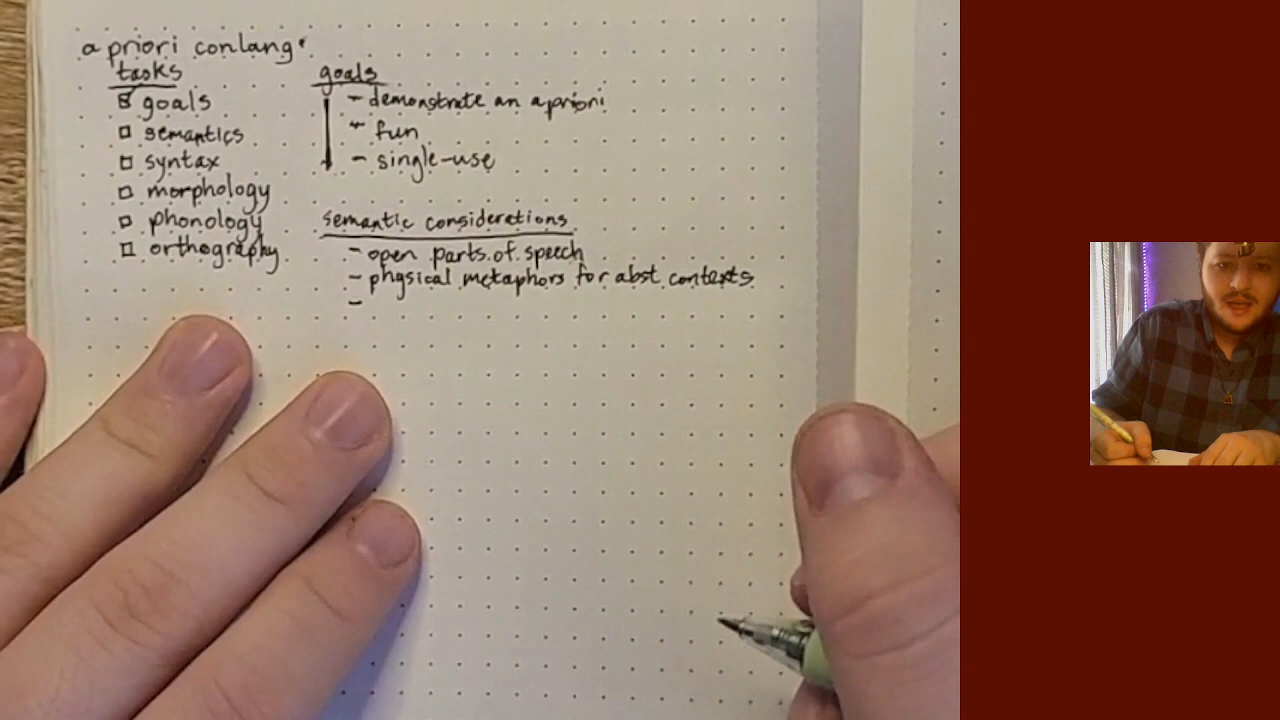 a priori conlang
tasks
goals
semantics
syntax
morphology
phonology
orthography
goals
- demonstrate an a priori
- fun
- single-use
semantic considerations
- open parts of speech
- physical metaphors for abst contexts
-